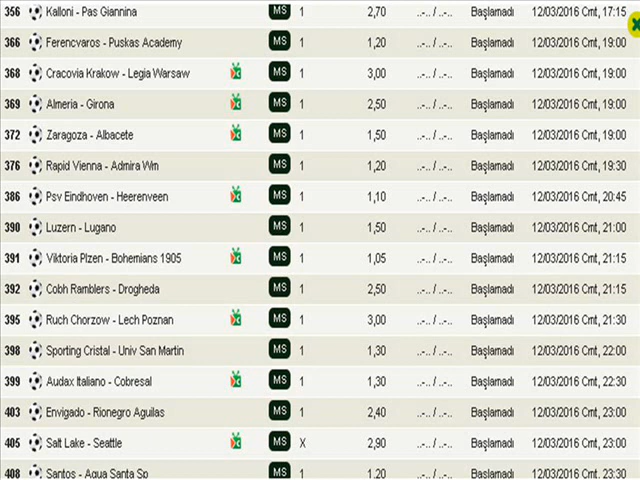 356 Kalloni - Pas Giannina MS 1 2,70 ..-.. / ..-.. Başlamadı 12/03/2016 Cmt, 17:15
366 Ferencvaros - Puskas Academy MS 1 1,20 ..-.. / ..-.. Başlamadı 12/03/2016 Cmt, 19:00
368 Cracovia Krakow - Legia Warsaw MS 1 3,00 ..-.. / ..-.. Başlamadı 12/03/2016 Cmt, 19:00
369 Almeria - Girona MS 1 2,50 ..-.. / ..-.. Başlamadı 12/03/2016 Cmt, 19:00
372 Zaragoza - Albacete MS 1 1,50 ..-.. / ..-.. Başlamadı 12/03/2016 Cmt, 19:00
376 Rapid Vienna - Admira Wm MS 1 1,20 ..-.. / ..-.. Başlamadı 12/03/2016 Cmt, 19:30
386 Psv Eindhoven - Heerenveen MS 1 1,10 ..-.. / ..-.. Başlamadı 12/03/2016 Cmt, 20:45
390 Luzern - Lugano MS 1 1,50 ..-.. / ..-.. Başlamadı 12/03/2016 Cmt, 21:00
391 Viktoria Plzen - Bohemians 1905 MS 1 1,05 ..-.. / ..-.. Başlamadı 12/03/2016 Cmt, 21:15
392 Cobh Ramblers - Drogheda MS 1 2,50 ..-.. / ..-.. Başlamadı 12/03/2016 Cmt, 21:15
395 Ruch Chorzow - Lech Poznan MS 1 3,00 ..-.. / ..-.. Başlamadı 12/03/2016 Cmt, 21:30
398 Sporting Cristal - Univ San Martin MS 1 1,30 ..-.. / ..-.. Başlamadı 12/03/2016 Cmt, 22:00
399 Audax Italiano - Cobresal MS 1 1,30 ..-.. / ..-.. Başlamadı 12/03/2016 Cmt, 22:30
403 Envigado - Rionegro Aguilas MS 1 2,40 ..-.. / ..-.. Başlamadı 12/03/2016 Cmt, 23:00
405 Salt Lake - Seattle MS X 2,90 ..-.. / ..-.. Başlamadı 12/03/2016 Cmt, 23:00
408 Santos - Agua Santa Sp MS 1 1,20 ..-.. / ..-.. Başlamadı 12/03/2016 Cmt, 23:30